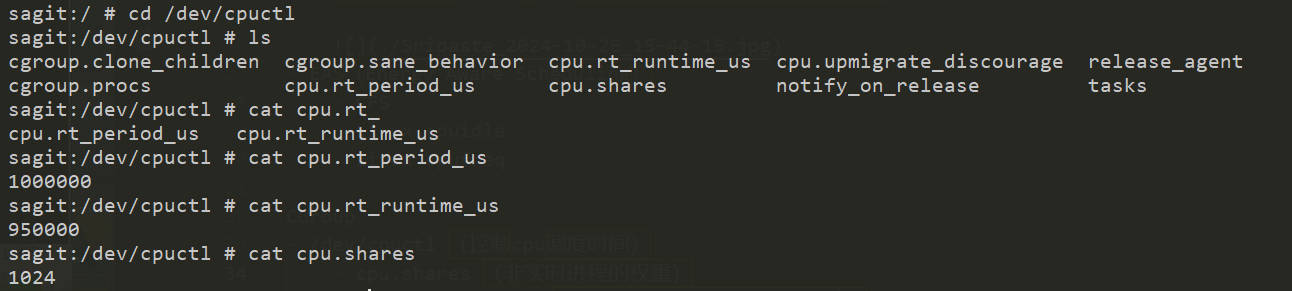 sagit:/ # cd /dev/cpuctl
sagit:/dev/cpuctl # ls
cgroup.clone_children  cgroup.sane_behavior  cpu.rt_runtime_us  cpu.upmigrate_discourage  release_agent
cgroup.procs           cpu.rt_period_us      cpu.shares         notify_on_release         tasks
sagit:/dev/cpuctl # cat cpu.rt_
cpu.rt_period_us   cpu.rt_runtime_us
sagit:/dev/cpuctl # cat cpu.rt_period_us
1000000
sagit:/dev/cpuctl # cat cpu.rt_runtime_us
950000
sagit:/dev/cpuctl # cat cpu.shares
1024